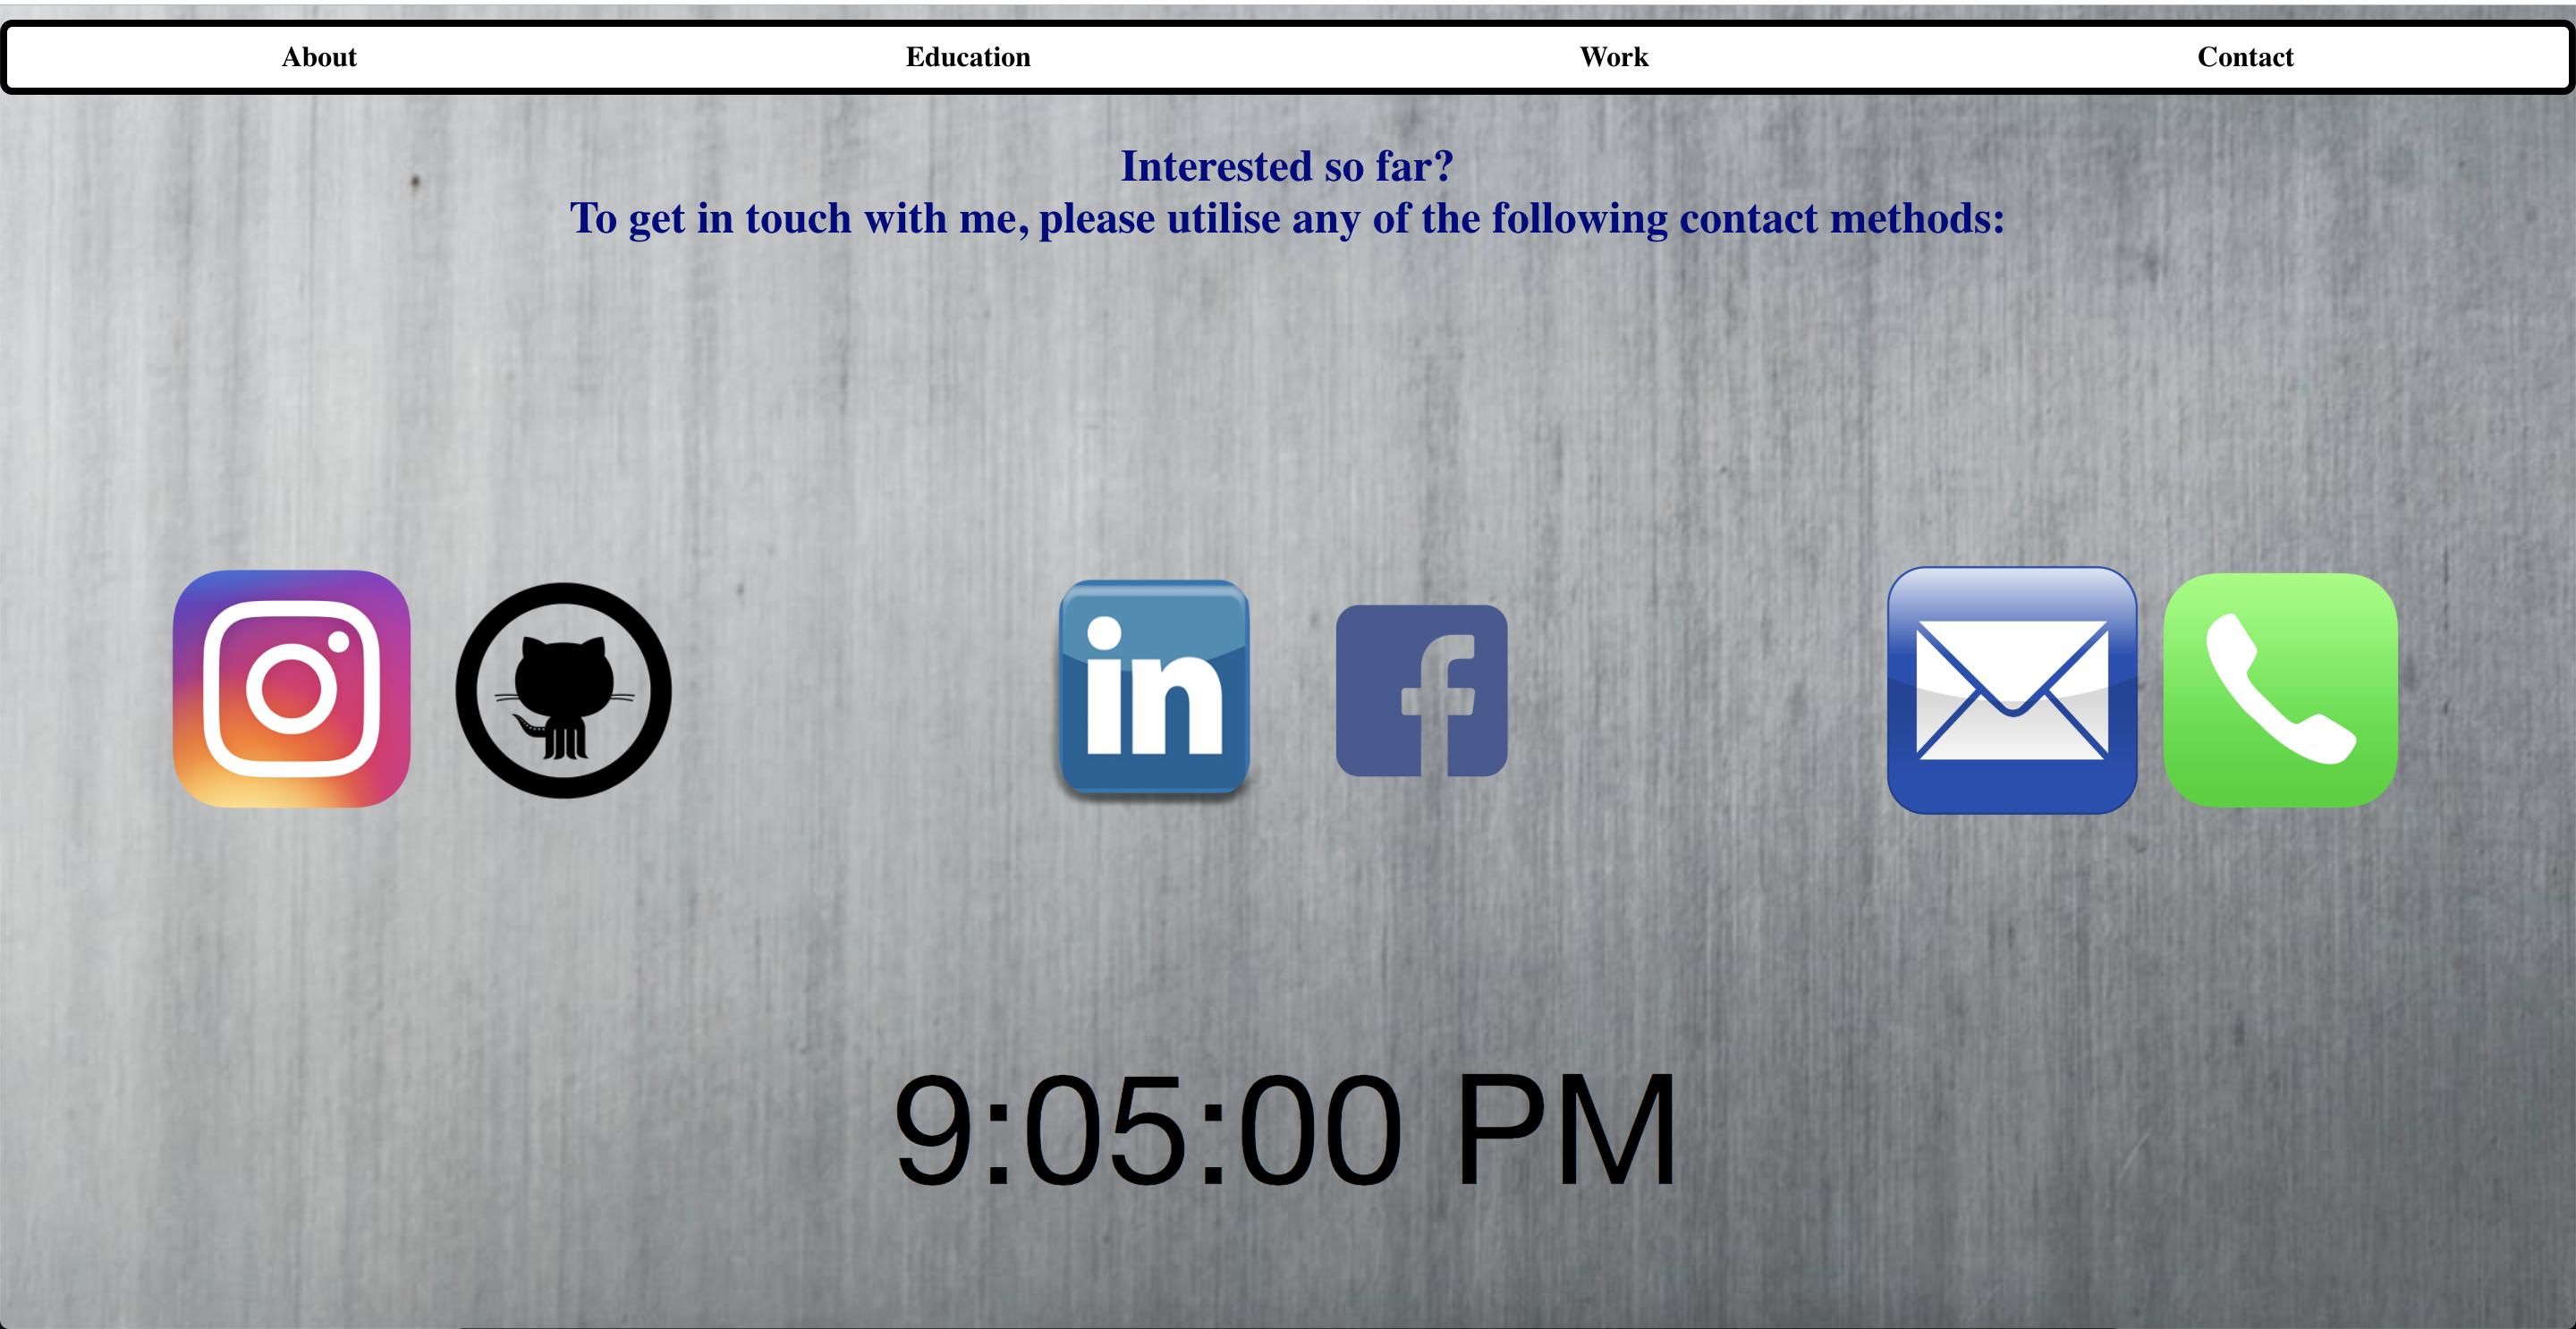 About
Education
Work
Contact
Interested so far?
To get in touch with me, please utilise any of the following contact methods:
in
9:05:00 PM